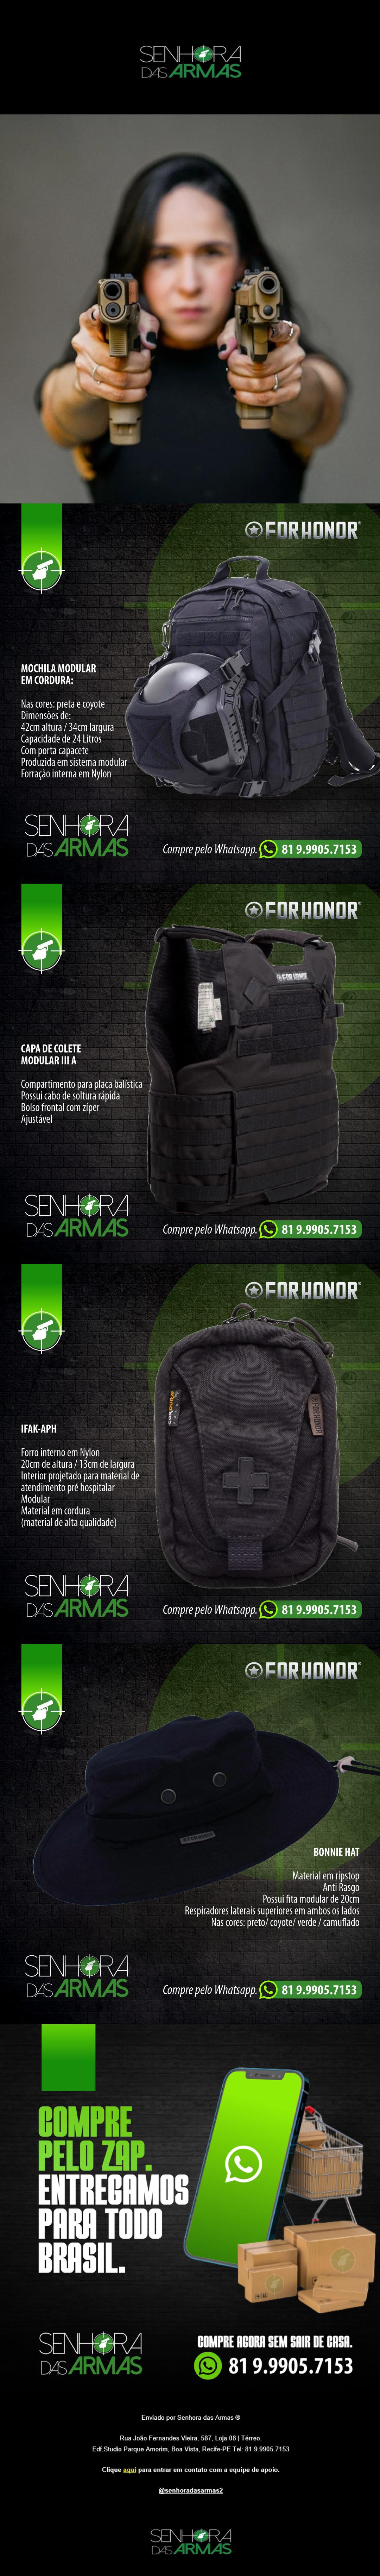 SENHORA
DAS ARMAS
FORHONOR®
MOCHILA MODULAR
EM CORDURA:
Nas cores: preta e coyote
Dimensões de:
42cm altura / 34cm largura
Capacidade de 24 Litros
Com porta capacete
Produzida em sistema modular
Forração interna em Nylon
SENHORA
DAS ARMAS
Compre pelo Whatsapp. 81 9.9905.7153
FORHONOR®
FORHONOR
CAPA DE COLETE
MODULAR III A
Compartimento para placa balística
Possui cabo de soltura rápida
Bolso frontal com zíper
Ajustável
SENHORA
DAS ARMAS
Compre pelo Whatsapp. 81 9.9905.7153
FORHONOR®
CORDURA
FOR HONOR
IFAK-APH
Forro interno em Nylon
20cm de altura / 13cm de largura
Interior projetado para material de
atendimento pré hospitalar
Modular
Material em cordura
(material de alta qualidade)
SENHORA
DAS ARMAS
Compre pelo Whatsapp. 81 9.9905.7153
FORHONOR®
BONNIE HAT
Material em ripstop
Anti Rasgo
Possui fita modular de 20cm
Respiradores laterais superiores em ambos os lados
Nas cores: preto/ coyote/ verde / camuflado
SENHORA
DAS ARMAS
Compre pelo Whatsapp. 81 9.9905.7153
COMPRE
PELO ZAP.
ENTREGAMOS
PARA TODO
BRASIL.
SENHORA
DAS ARMAS
COMPRE AGORA SEM SAIR DE CASA.
81 9.9905.7153
Enviado por Senhora das Armas ®
Rua João Fernandes Vieira, 587, Loja 08 | Térreo,
Edf.Studio Parque Amorim, Boa Vista, Recife-PE Tel: 81 9.9905.7153
Clique aqui para entrar em contato com a equipe de apoio.
@senhoradasarmas2
SENHORA
DAS ARMAS